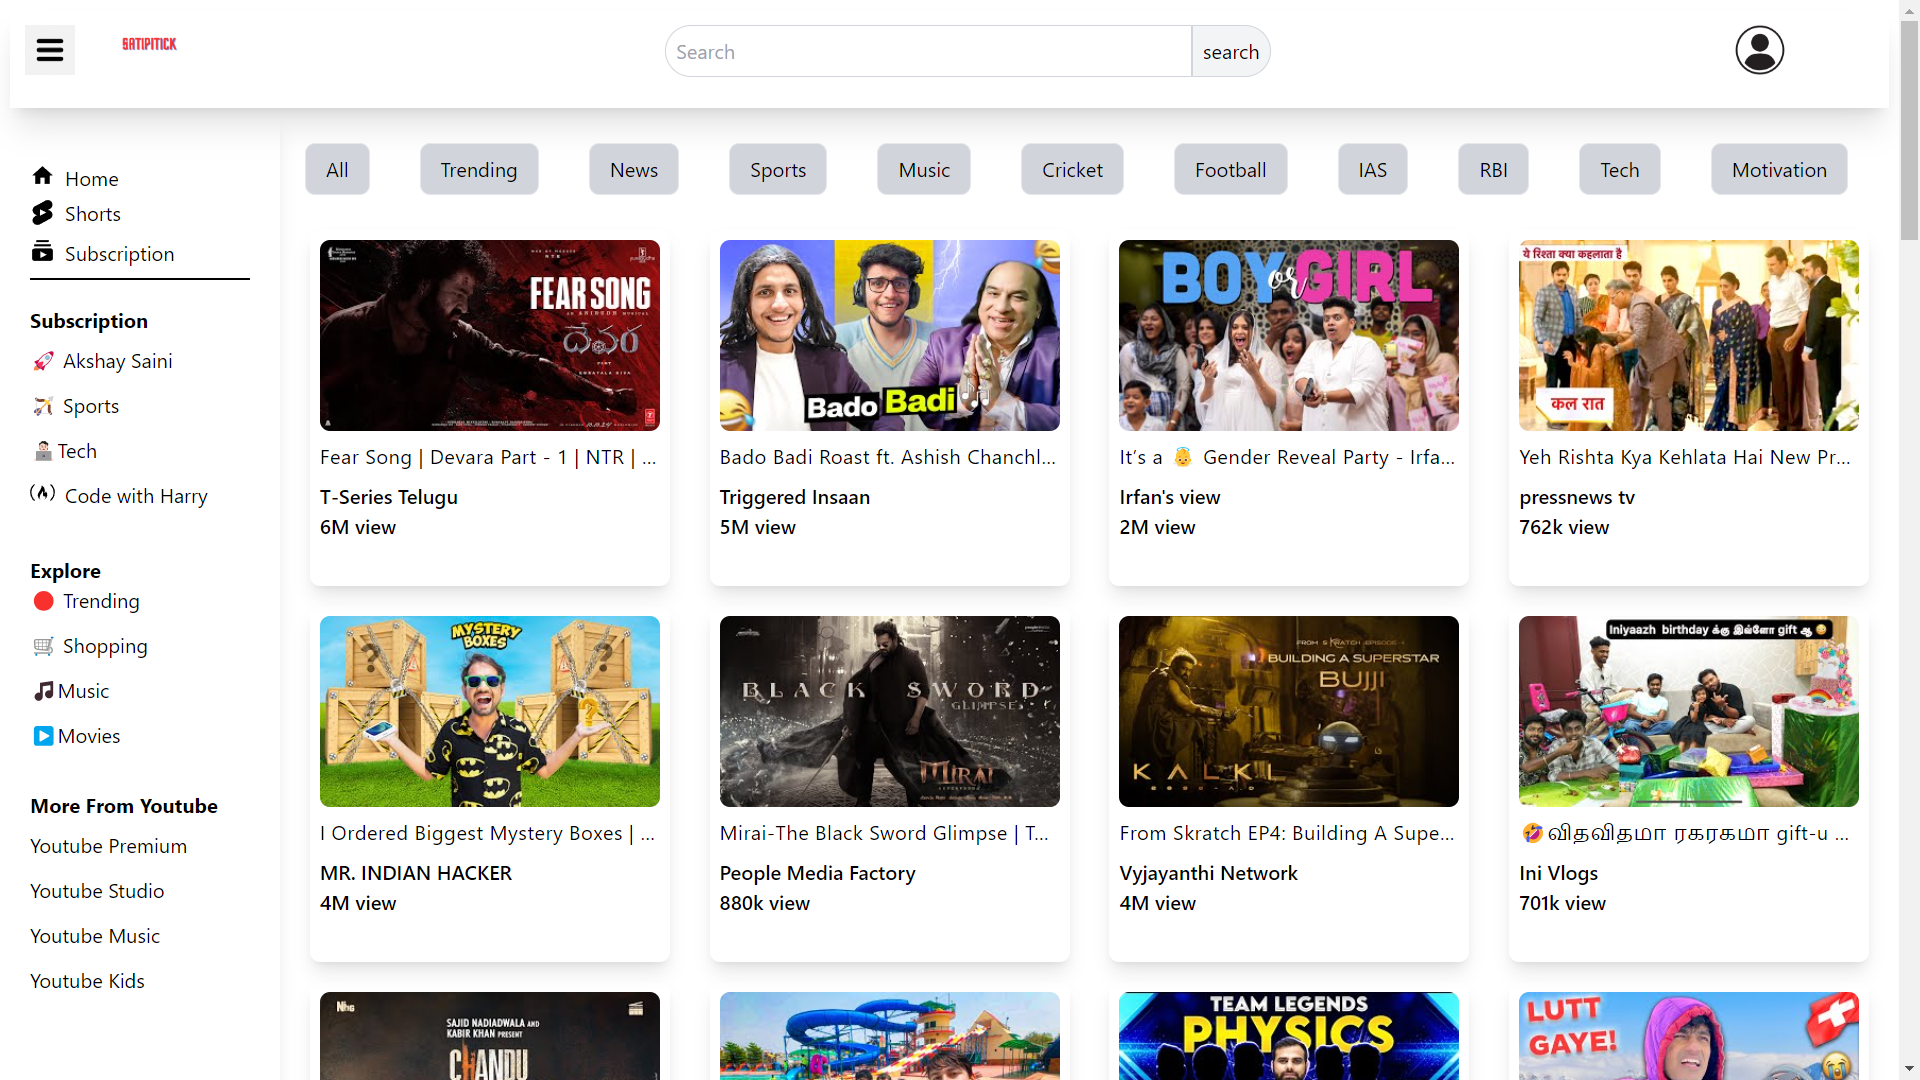 SATIPITICK
Search
search
Home
Shorts
Subscription
Subscription
Akshay Saini
Sports
Tech
Code with Harry
Explore
Trending
Shopping
Music
Movies
More From Youtube
Youtube Premium
Youtube Studio
Youtube Music
Youtube Kids
All
Trending
News
Sports
Music
Cricket
Football
IAS
RBI
Tech
Motivation
FEAR SONG
దేవర
Fear Song | Devara Part - 1 | NTR | ...
T-Series Telugu
6M view
Bado Badi
Bado Badi Roast ft. Ashish Chanchl...
Triggered Insaan
5M view
BOY or GIRL
It's a 👼 Gender Reveal Party - Irfa...
Irfan's view
2M view
ये रिश्ता क्या कहलाता है
कल रात
Yeh Rishta Kya Kehlata Hai New Pr...
pressnews tv
762k view
MYSTERY
BOXES
I Ordered Biggest Mystery Boxes | ...
MR. INDIAN HACKER
4M view
BLACK SWORD
GLIMPSE
MIRAI
Mirai-The Black Sword Glimpse | T...
People Media Factory
880k view
FROM SKRATCH EPISODE-4
BUILDING A SUPERSTAR
BUJJI
KALKI
2898-AD
From Skratch EP4: Building A Supe...
Vyjayanthi Network
4M view
Iniyaazh birthday க்கு இவ்ளோ gift ஆ
🤣விதவிதமா ரகரகமா gift-u ...
Ini Vlogs
701k view
Nhg
SAJID NADIADWALA AND
KABIR KHAN PRESENT
CHANDU
TEAM LEGENDS
PHYSICS
LUTT
GAYE!